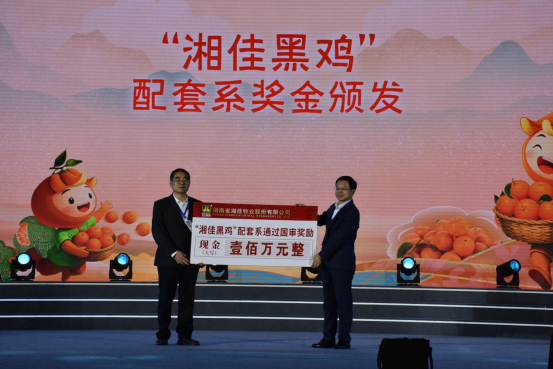 “湘佳黑鸡”
配套系奖金颁发
湖南省湘佳牧业股份有限公司
“湘佳黑鸡”配套系通过国审奖励
现金
(大写)
壹佰万元整